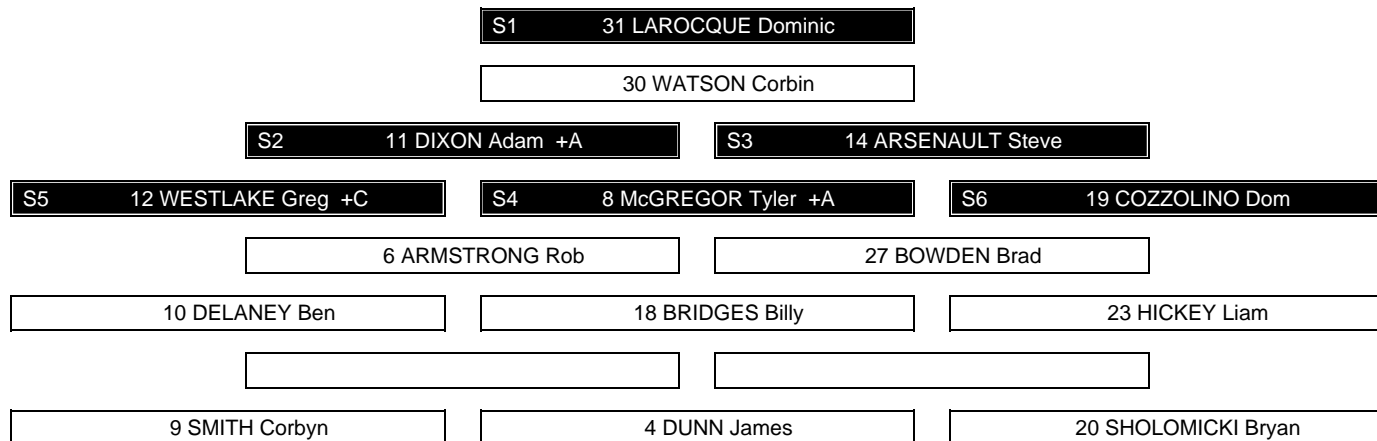 S1 31 LAROCQUE Dominic
30 WATSON Corbin
S2 11 DIXON Adam +A S3 14 ARSENAULT Steve
S5 12 WESTLAKE Greg +C S4 8 McGREGOR Tyler +A S6 19 COZZOLINO Dom
6 ARMSTRONG Rob 27 BOWDEN Brad
10 DELANEY Ben 18 BRIDGES Billy 23 HICKEY Liam
9 SMITH Corbyn 4 DUNN James 20 SHOLOMICKI Bryan